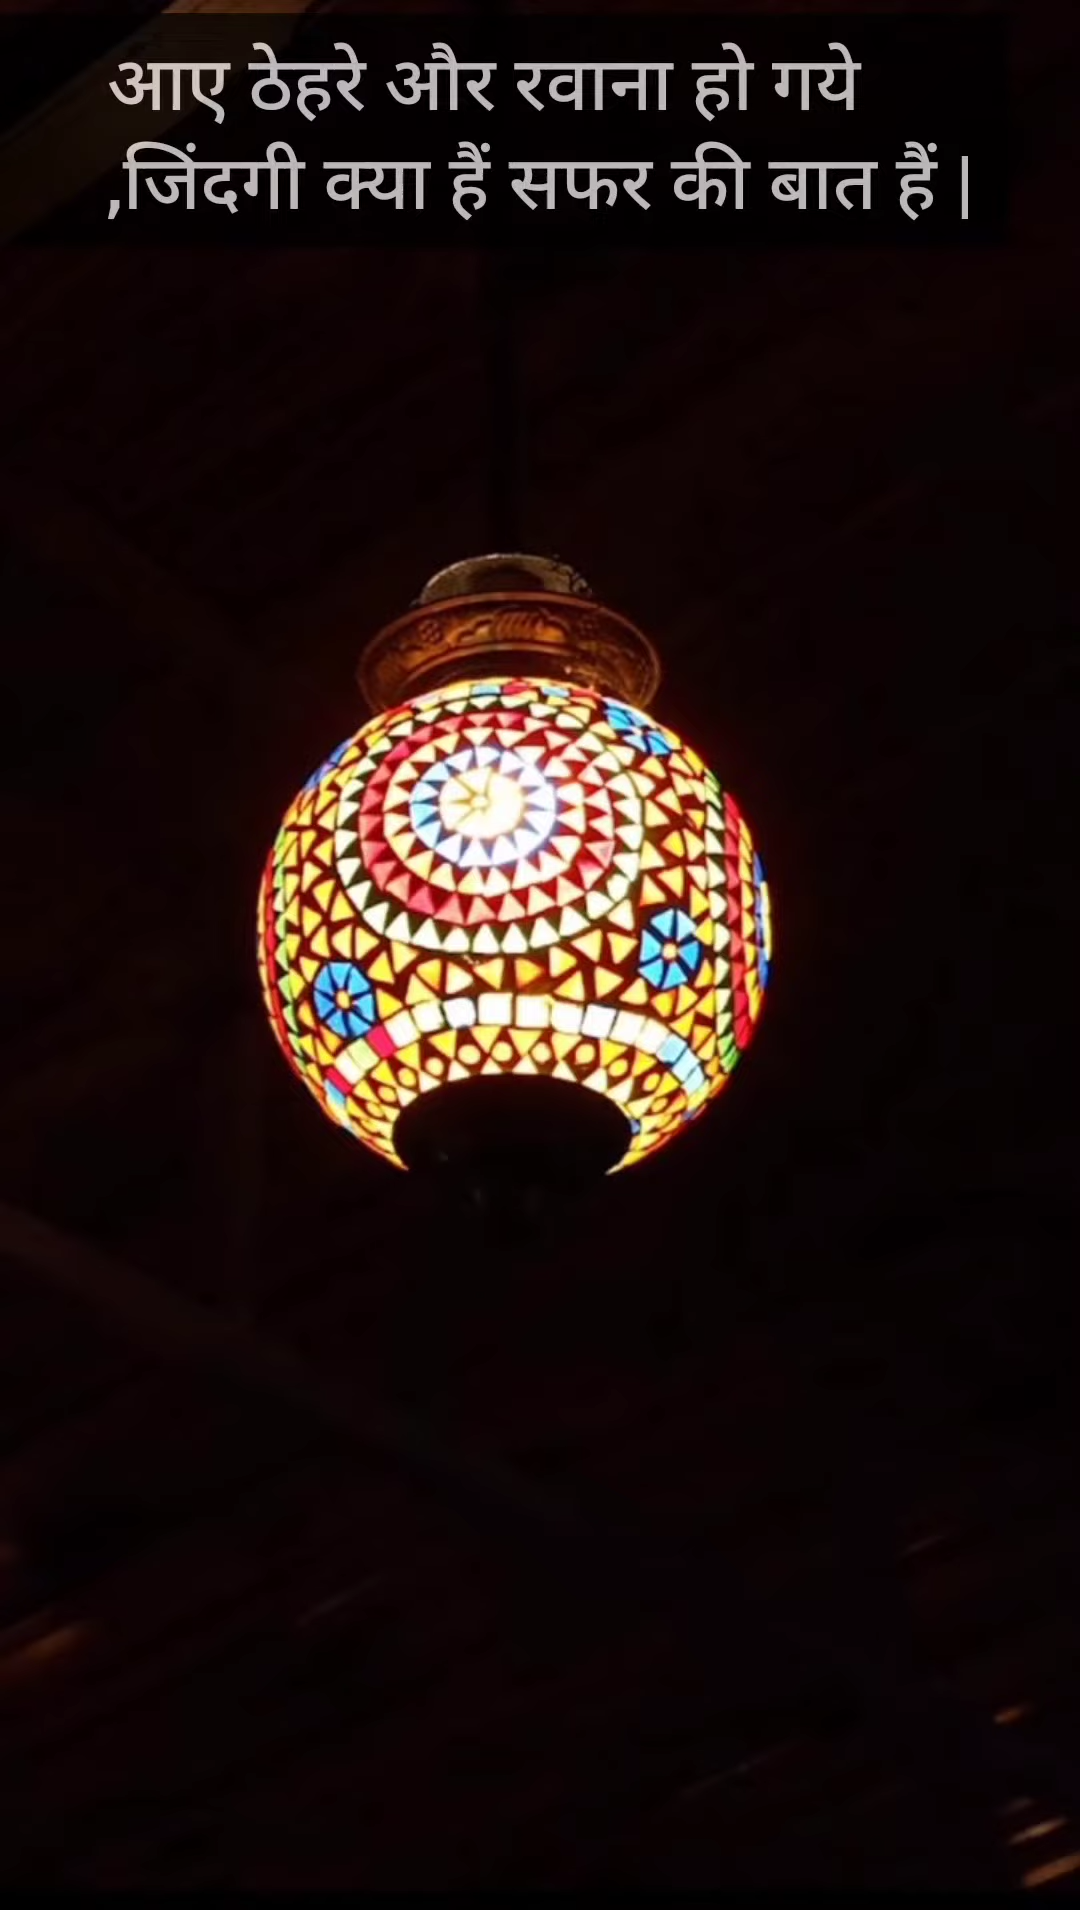 आए ठेहरे और रवाना हो गये
,जिंदगी क्या हैं सफर की बात हैं |